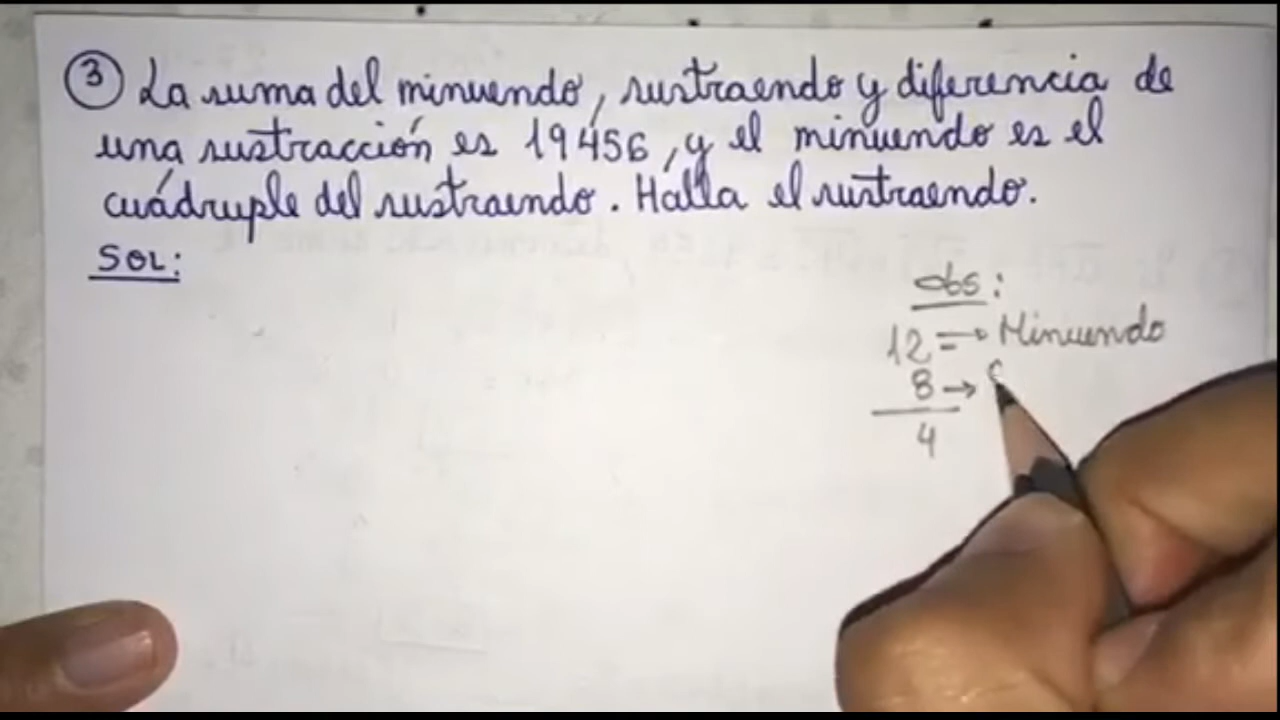 3 La suma del minuendo, sustraendo y diferencia de
una sustracción es 19456, y el minuendo es el
cuádruple del sustraendo. Halla el sustraendo.
SOL:
obs:
12 → Minuendo
8 → S
4